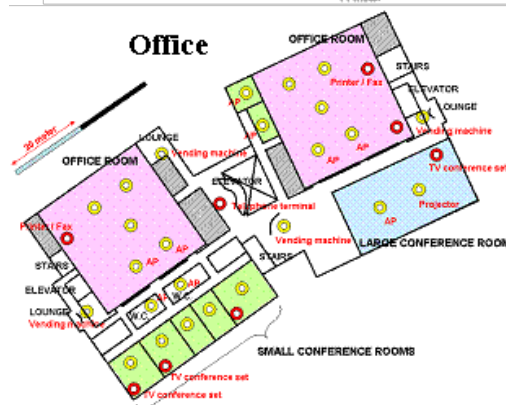 Office
OFFICE ROOM
STAIRS
Printer / Fax
ELEVATOR
AP
LOUNGE
20 meter
AP
Vending machine
LOUNGE
Vending machine
AP
AP
OFFICE ROOM
TV conference set
ELEVATOR
Telephone terminal
Projector
AP
Printer / Fax
Vending machine
LARGE CONFERENCE ROOM
AP
AP
STAIRS
STAIRS
ELEVATOR
AP
AP
W.C.
LOUNGE
W.C.
Vending machine
SMALL CONFERENCE ROOMS
TV conference set
TV conference set